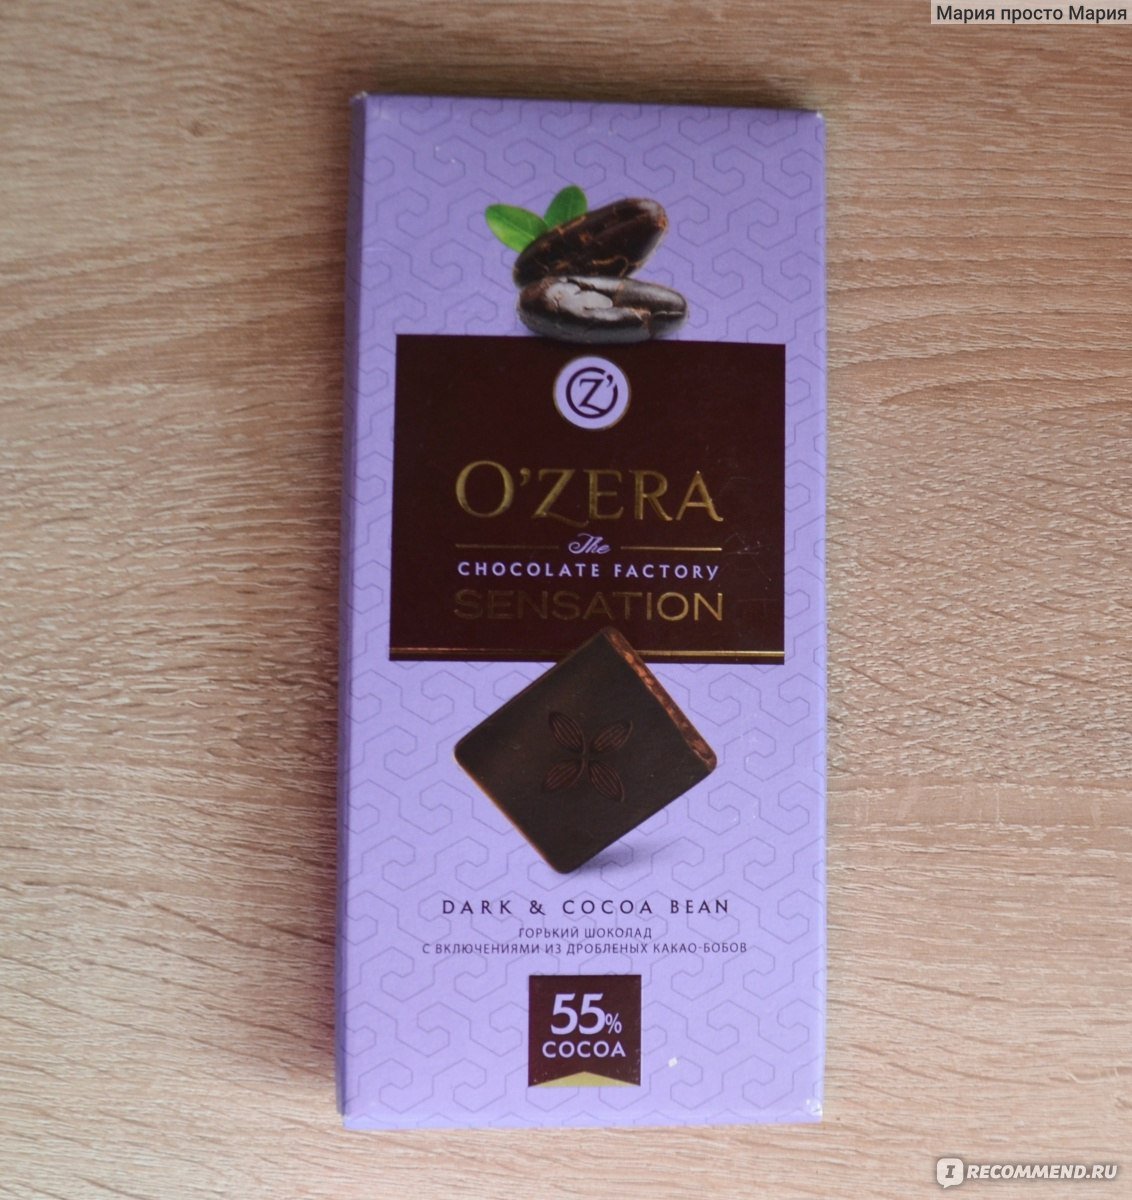 Мария просто Мария
Z'
O'ZERA
The
CHOCOLATE FACTORY
SENSATION
DARK & COCOA BEAN
ГОРЬКИЙ ШОКОЛАД
С ВКЛЮЧЕНИЯМИ ИЗ ДРОБЛЕНЫХ КАКАО-БОБОВ
55%
COCOA
IRECOMMEND.RU